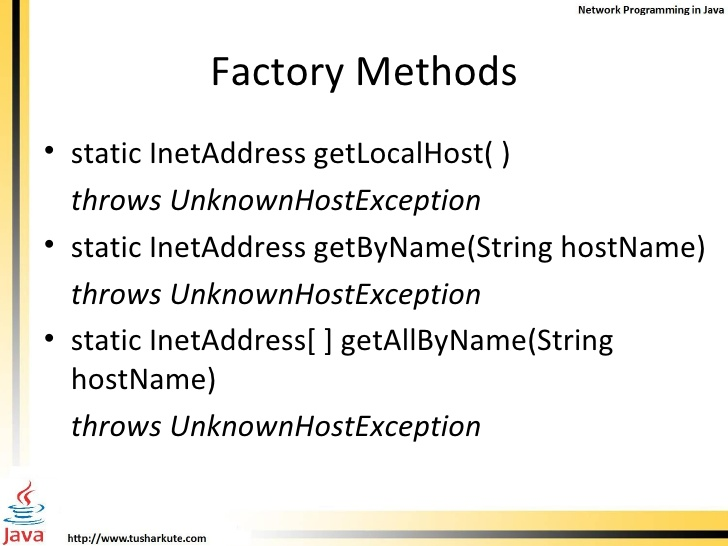 Network Programming in Java
Factory Methods
• static InetAddress getLocalHost( )
throws UnknownHostException
• static InetAddress getByName(String hostName)
throws UnknownHostException
• static InetAddress[ ] getAllByName(String
hostName)
throws UnknownHostException
Java
http://www.tusharkute.com